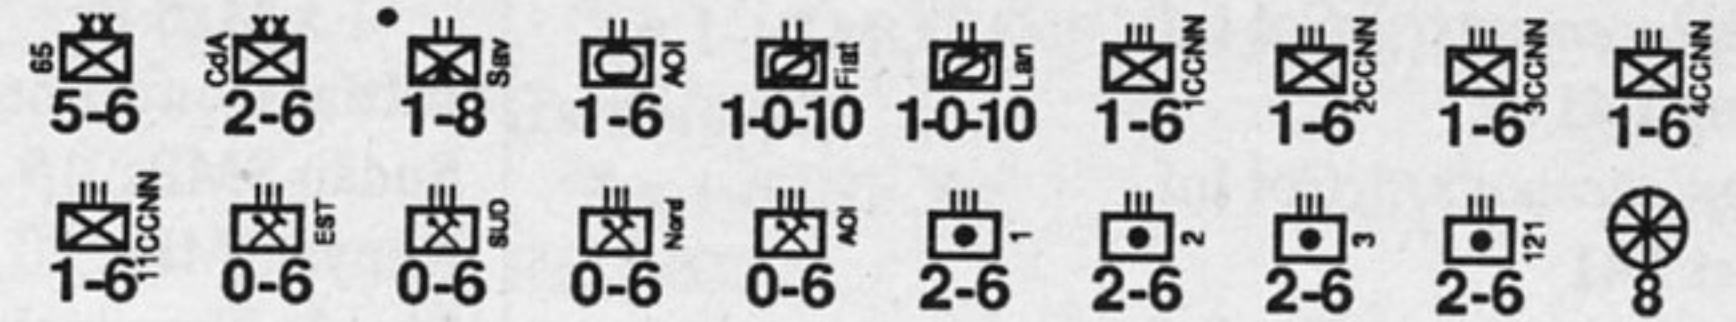 65 XX CdA XX Sav AOI Fiat Lan 1CCNN 2CCNN 3CCNN 4CCNN
5-6 2-6 1-8 1-6 1-0-10 1-0-10 1-6 1-6 1-6 1-6
11CCNN EST SUD Nord AOI 1 2 3 121
1-6 0-6 0-6 0-6 0-6 2-6 2-6 2-6 2-6 8